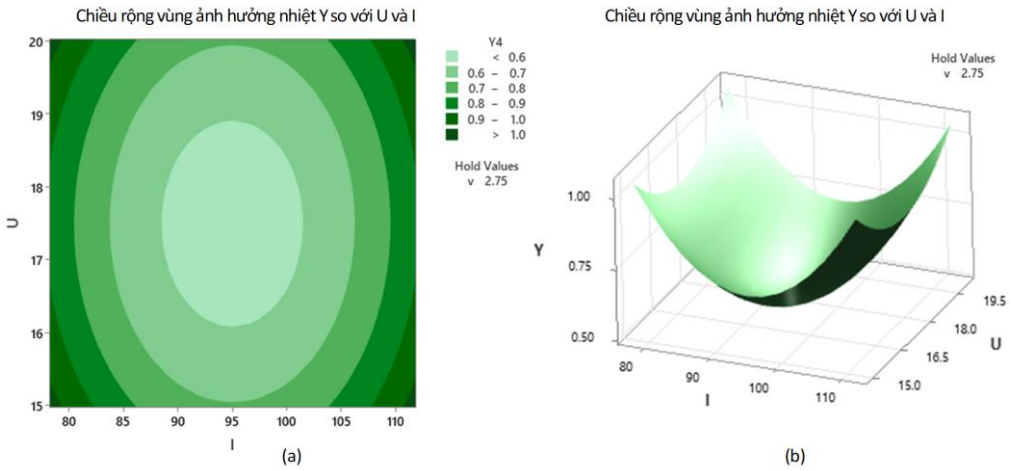 Chiều rộng vùng ảnh hưởng nhiệt Y so với U và I
20
19
18
17
16
15
U
80 85 90 95 100 105 110
I
Y4
< 0.6
0.6 – 0.7
0.7 – 0.8
0.8 – 0.9
0.9 – 1.0
> 1.0
Hold Values
v 2.75
(a)
Chiều rộng vùng ảnh hưởng nhiệt Y so với U và I
Hold Values
v 2.75
1.00
0.75
0.50
Y
80
90
100
110
I
19.5
18.0
16.5
15.0
U
(b)